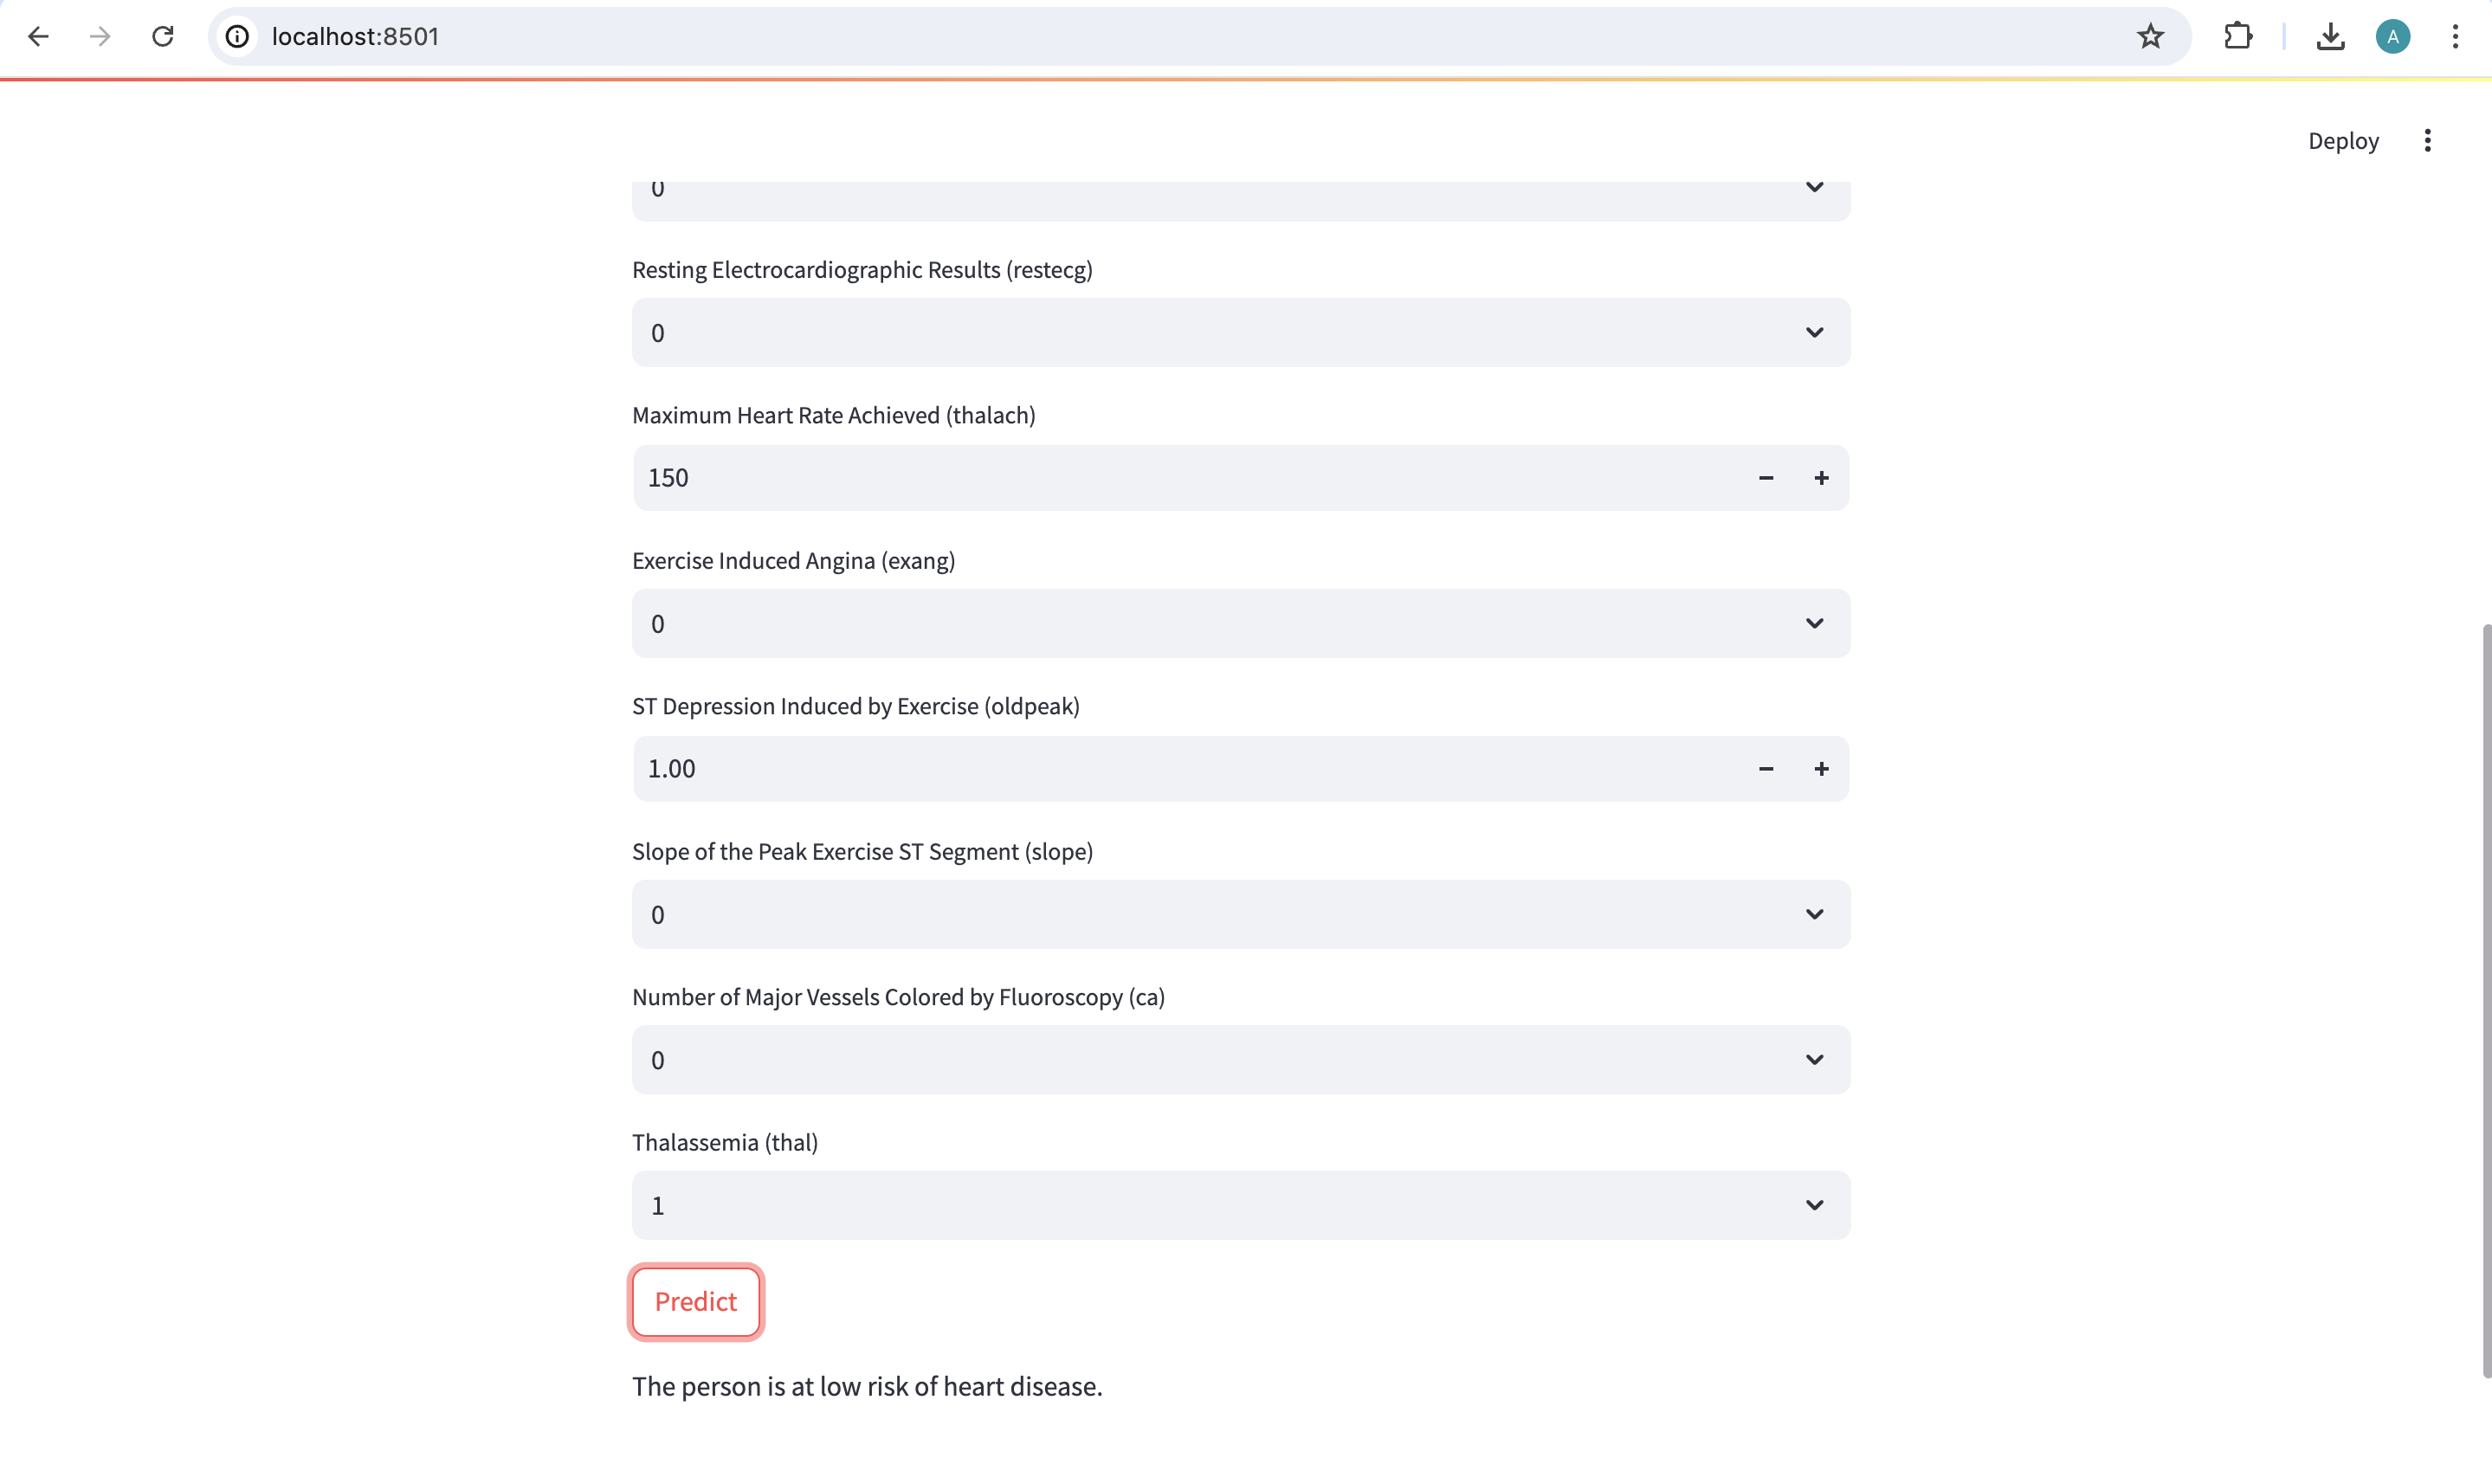 localhost:8501
A
Deploy
0
Resting Electrocardiographic Results (restecg)
0
Maximum Heart Rate Achieved (thalach)
150
Exercise Induced Angina (exang)
0
ST Depression Induced by Exercise (oldpeak)
1.00
Slope of the Peak Exercise ST Segment (slope)
0
Number of Major Vessels Colored by Fluoroscopy (ca)
0
Thalassemia (thal)
1
Predict
The person is at low risk of heart disease.